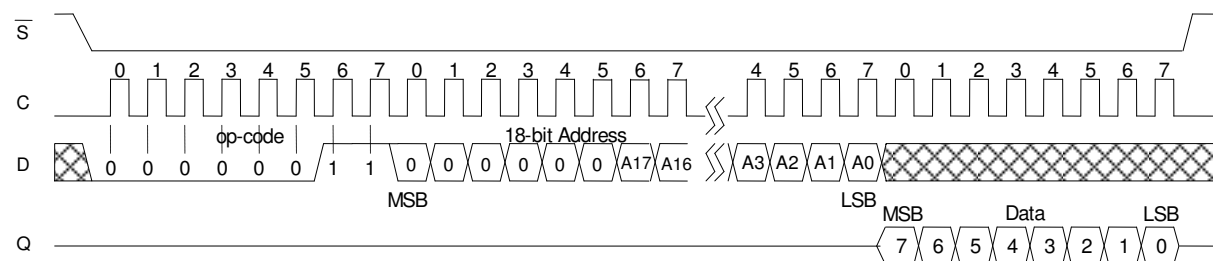 S̅
0 1 2 3 4 5 6 7 0 1 2 3 4 5 6 7 4 5 6 7 0 1 2 3 4 5 6 7
C
op-code 18-bit Address
D 0 0 0 0 0 0 1 1 0 0 0 0 0 0 A17 A16 A3 A2 A1 A0
MSB LSB MSB Data LSB
Q 7 6 5 4 3 2 1 0